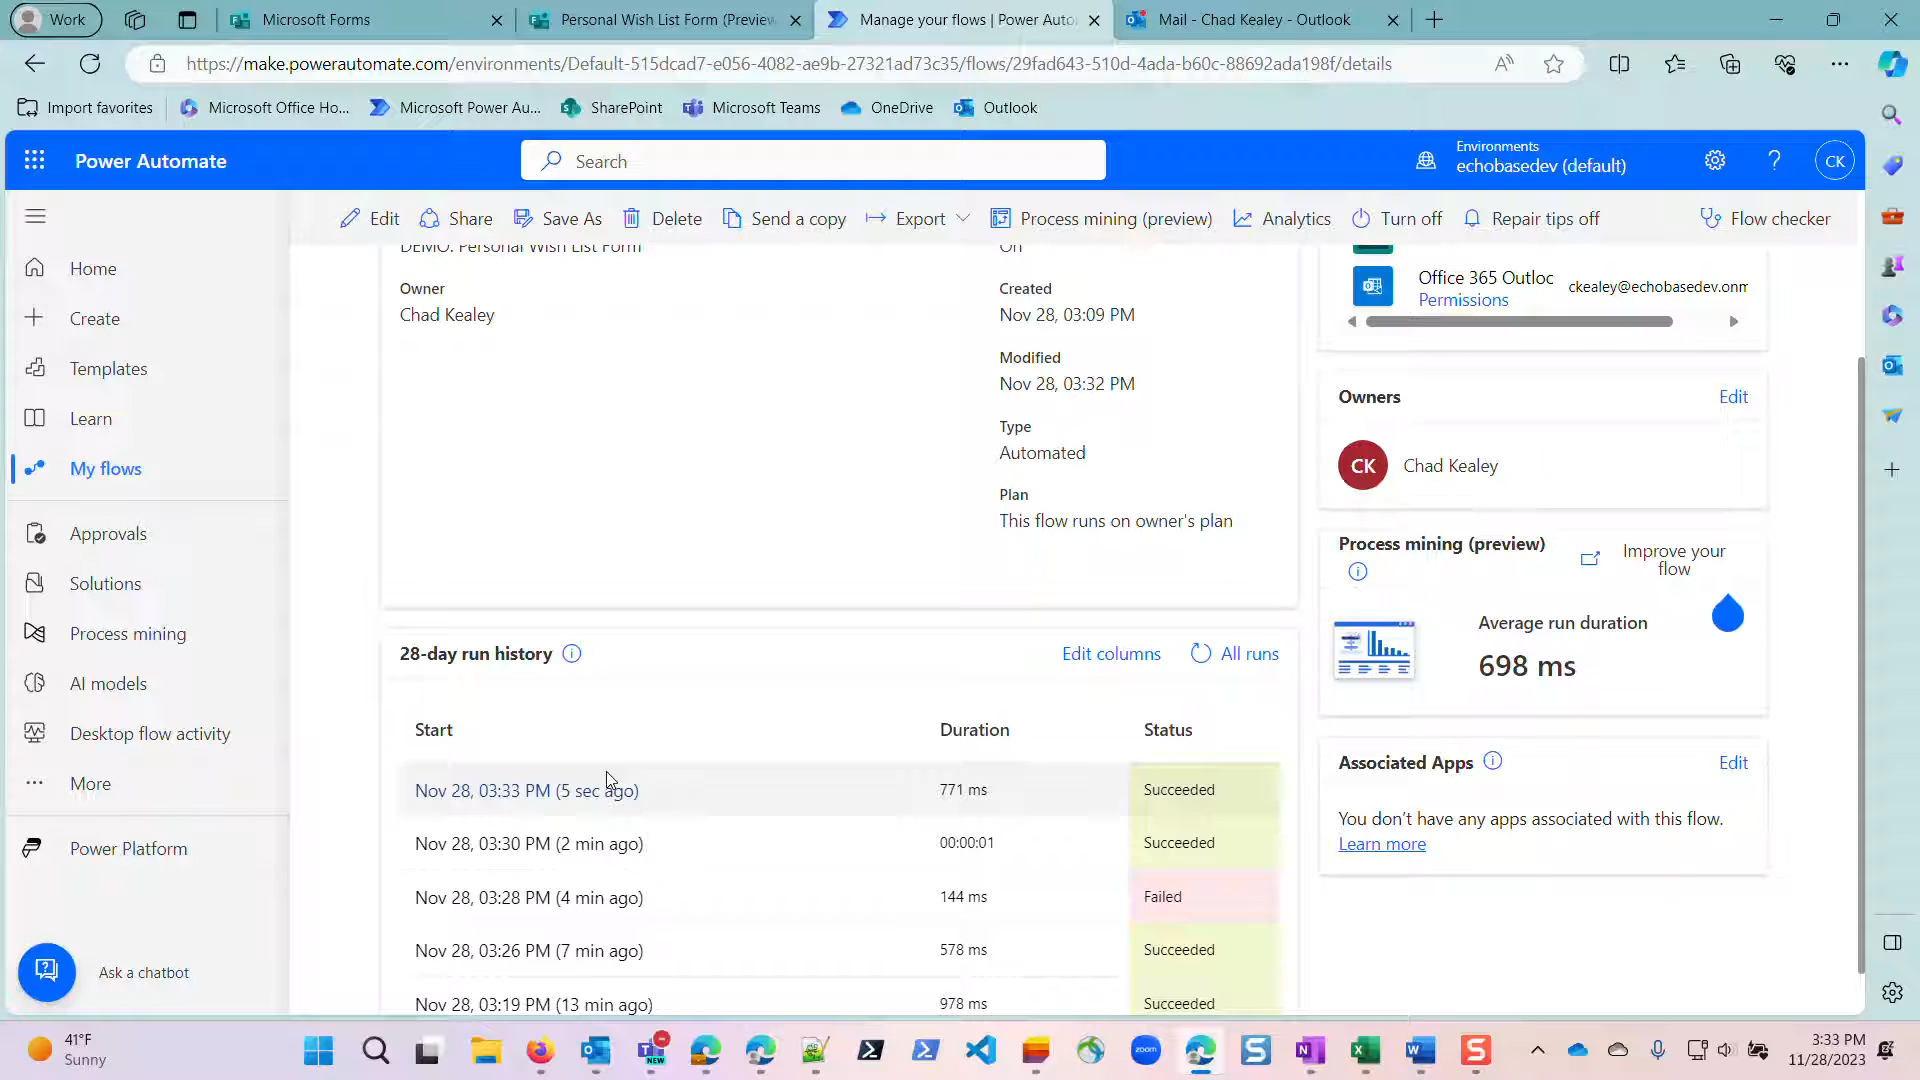 Work
Microsoft Forms
Personal Wish List Form (Preview
Manage your flows | Power Auto
Mail - Chad Kealey - Outlook
https://make.powerautomate.com/environments/Default-515dcad7-e056-4082-ae9b-27321ad73c35/flows/29fad643-510d-4ada-b60c-88692ada198f/details
Import favorites
Microsoft Office Ho...
Microsoft Power Au...
SharePoint
Microsoft Teams
OneDrive
Outlook
Power Automate
Search
Environments
echobasedev (default)
CK
Edit
Share
Save As
Delete
Send a copy
Export
Process mining (preview)
Analytics
Turn off
Repair tips off
Flow checker
Home
Create
Templates
Learn
My flows
Approvals
Solutions
Process mining
AI models
Desktop flow activity
More
Power Platform
Ask a chatbot
DEMO: Personal Wish List Form
Owner
Chad Kealey
On
Created
Nov 28, 03:09 PM
Modified
Nov 28, 03:32 PM
Type
Automated
Plan
This flow runs on owner's plan
28-day run history
Edit columns
All runs
Start Duration Status
Nov 28, 03:33 PM (5 sec ago) 771 ms Succeeded
Nov 28, 03:30 PM (2 min ago) 00:00:01 Succeeded
Nov 28, 03:28 PM (4 min ago) 144 ms Failed
Nov 28, 03:26 PM (7 min ago) 578 ms Succeeded
Nov 28, 03:19 PM (13 min ago) 978 ms Succeeded
Office 365 Outloc
Permissions
ckealey@echobasedev.onm
Owners
Edit
CK
Chad Kealey
Process mining (preview)
Improve your
flow
Average run duration
698 ms
Associated Apps
Edit
You don't have any apps associated with this flow.
Learn more
41°F
Sunny
NEW
zoom
3:33 PM
11/28/2023